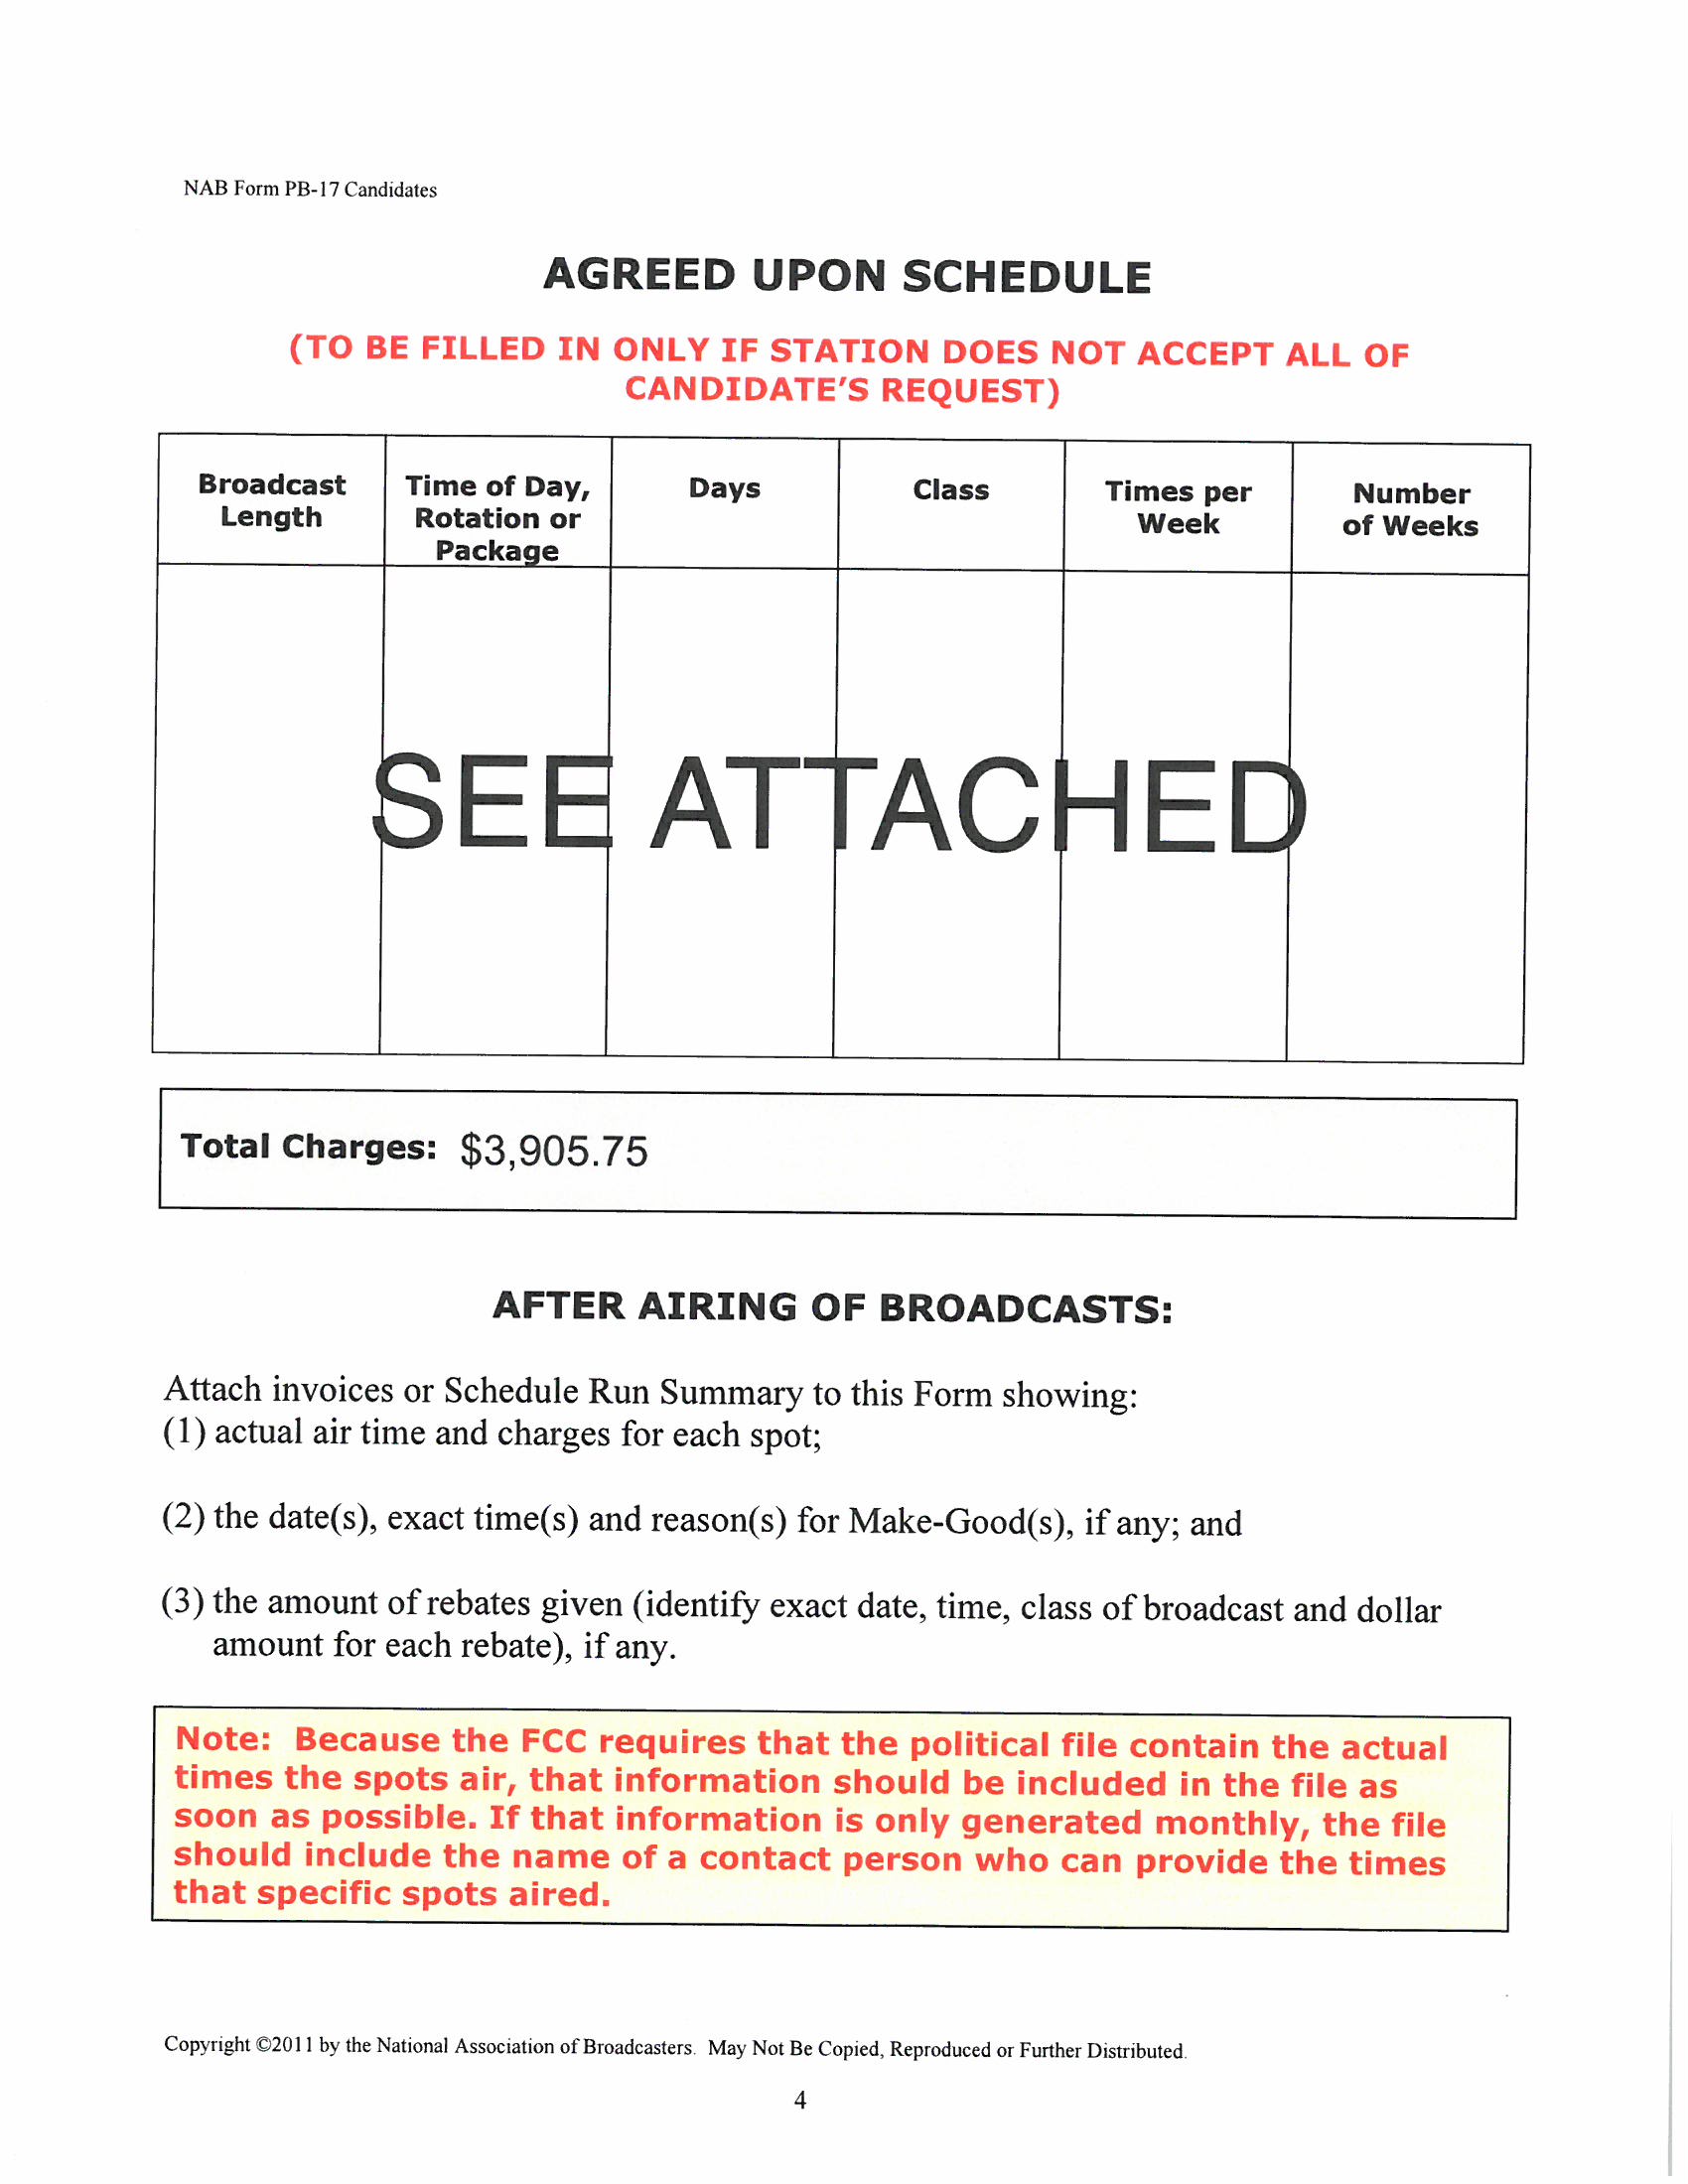 NAB Form PB-17 Candidates
AGREED UPON SCHEDULE
(TO BE FILLED IN ONLY IF STATION DOES NOT ACCEPT ALL OF
CANDIDATE'S REQUEST)
Broadcast Length
Time of Day, Rotation or Package
Days
Class
Times per Week
Number of Weeks
SEE ATTACHED
Total Charges: $3,905.75
AFTER AIRING OF BROADCASTS:
Attach invoices or Schedule Run Summary to this Form showing:
(1) actual air time and charges for each spot;
(2) the date(s), exact time(s) and reason(s) for Make-Good(s), if any; and
(3) the amount of rebates given (identify exact date, time, class of broadcast and dollar
amount for each rebate), if any.
Note: Because the FCC requires that the political file contain the actual
times the spots air, that information should be included in the file as
soon as possible. If that information is only generated monthly, the file
should include the name of a contact person who can provide the times
that specific spots aired.
Copyright ©2011 by the National Association of Broadcasters. May Not Be Copied, Reproduced or Further Distributed.
4